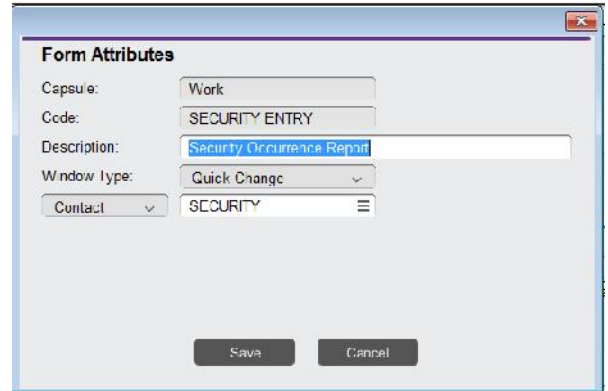 Form Attributes
Capsule: Work
Code: SECURITY ENTRY
Description: Security Occurrence Report
Window Type: Quick Change
Contact SECURITY
Save Cancel